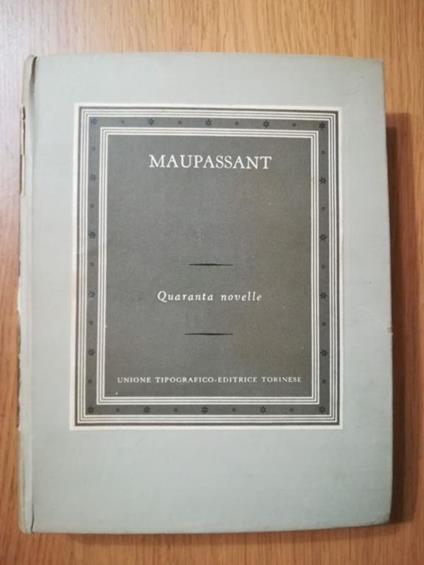 MAUPASSANT
Quaranta novelle
UNIONE TIPOGRAFICO-EDITRICE TORINESE